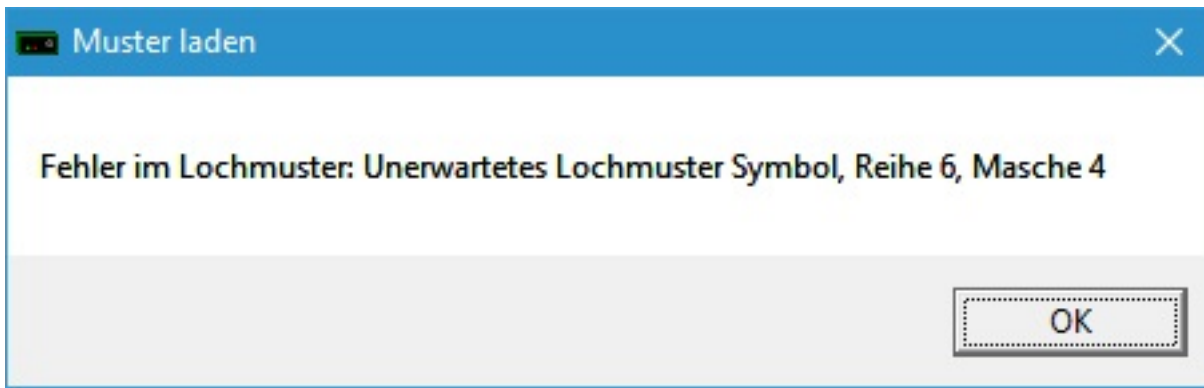 Muster laden
Fehler im Lochmuster: Unerwartetes Lochmuster Symbol, Reihe 6, Masche 4
OK